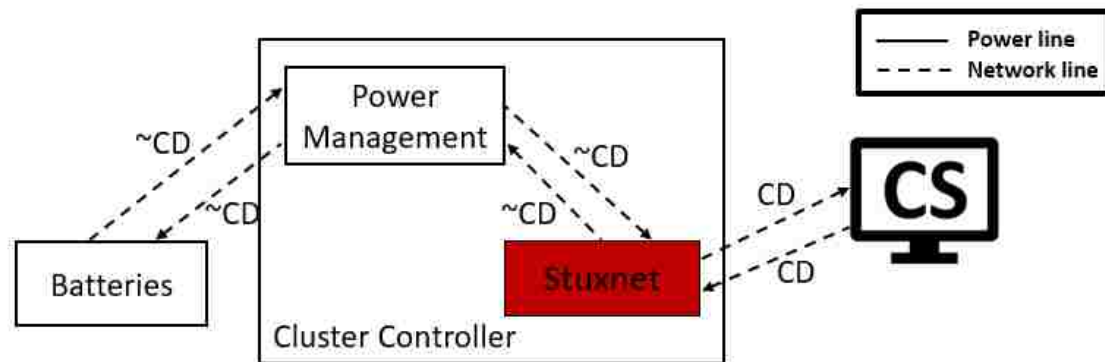 Power line
Network line
Power
Management
~CD
~CD
~CD
~CD
CD
CS
CD
Batteries
Stuxnet
Cluster Controller